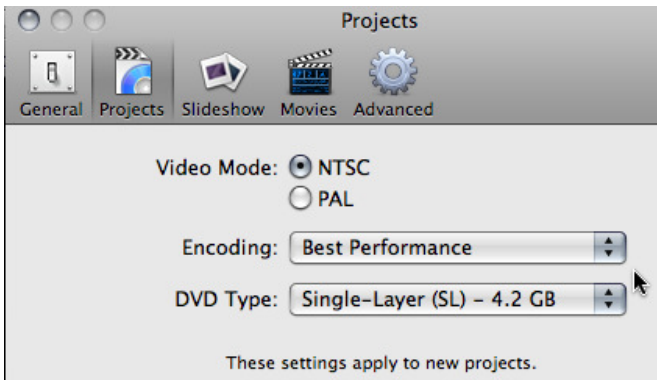 Projects
General Projects Slideshow Movies Advanced
Video Mode: NTSC
PAL
Encoding: Best Performance
DVD Type: Single-Layer (SL) – 4.2 GB
These settings apply to new projects.